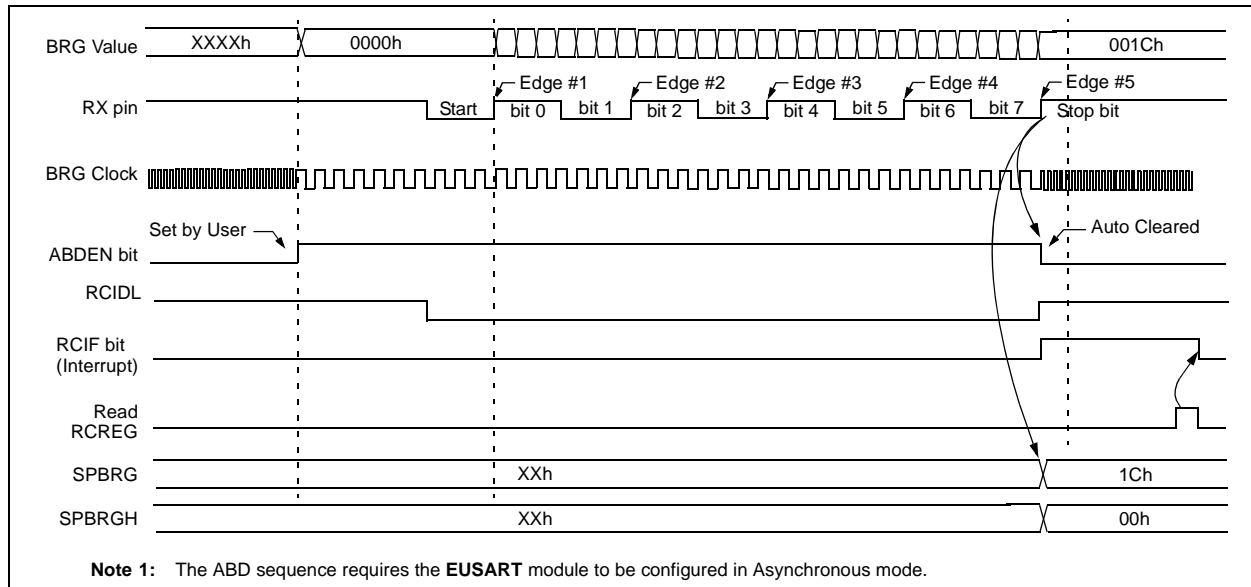 BRG Value XXXXh 0000h 001Ch
Edge #1 Edge #2 Edge #3 Edge #4 Edge #5
RX pin Start bit 0 bit 1 bit 2 bit 3 bit 4 bit 5 bit 6 bit 7 Stop bit
BRG Clock
Set by User Auto Cleared
ABDEN bit
RCIDL
RCIF bit
(Interrupt)
Read
RCREG
SPBRG XXh 1Ch
SPBRGH XXh 00h
Note 1: The ABD sequence requires the EUSART module to be configured in Asynchronous mode.